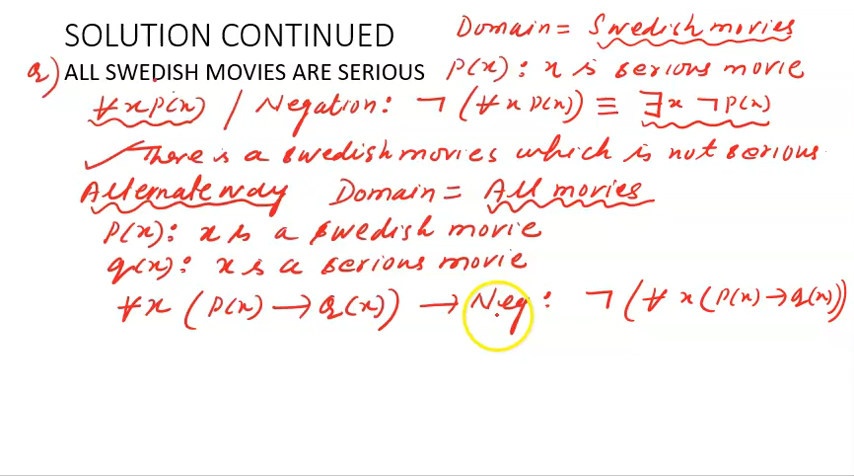 SOLUTION CONTINUED Domain = Swedish movies
a) ALL SWEDISH MOVIES ARE SERIOUS P(x) : x is serious movie
∀x P(x) / Negation : ¬ (∀x P(x)) ≡ ∃x ¬P(x)
There is a swedish movies which is not serious.
Alternate way Domain = All movies
P(x) : x is a swedish movie
q(x) : x is a serious movie
∀x (P(x) → q(x)) → Neg : ¬ (∀x (P(x) → q(x))